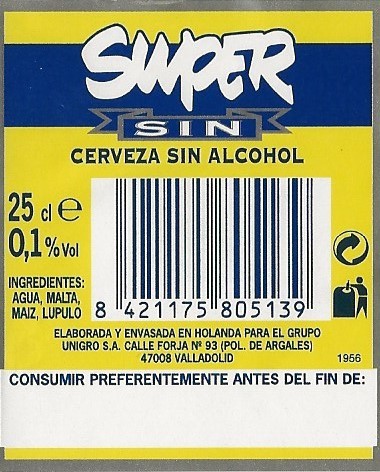 SUPER
SIN
CERVEZA SIN ALCOHOL
25 cl e
0,1% Vol
INGREDIENTES:
AGUA, MALTA,
MAIZ, LUPULO
8 421175 805139
ELABORADA Y ENVASADA EN HOLANDA PARA EL GRUPO
UNIGRO S.A. CALLE FORJA Nº 93 (POL. DE ARGALES)
47008 VALLADOLID
1956
CONSUMIR PREFERENTEMENTE ANTES DEL FIN DE: